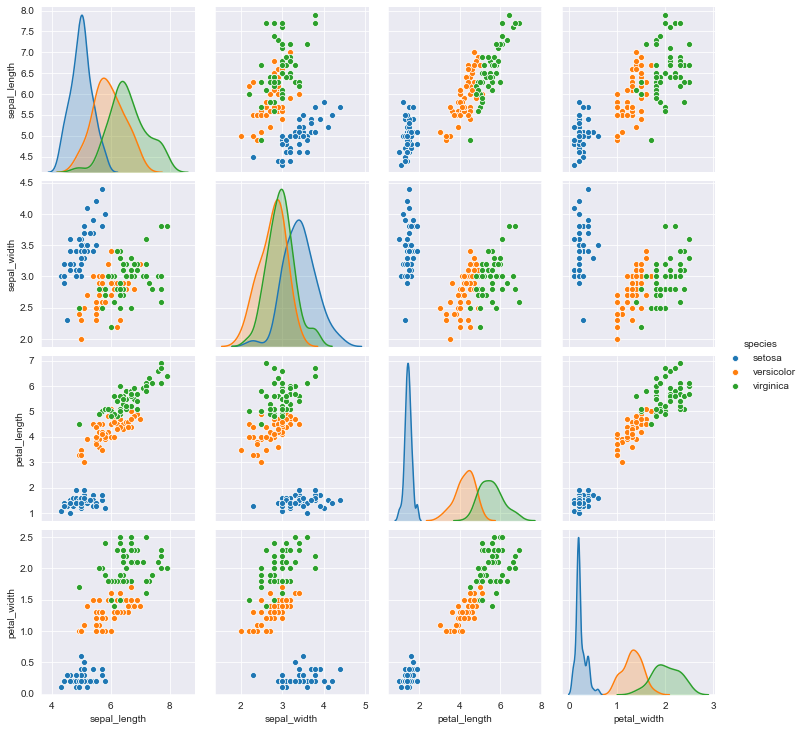 8.0
7.5
7.0
6.5
6.0
5.5
5.0
4.5
sepal_length
4.5
4.0
3.5
3.0
2.5
2.0
sepal_width
species
setosa
versicolor
virginica
7
6
5
4
3
2
1
petal_length
2.5
2.0
1.5
1.0
0.5
0.0
petal_width
4 6 8
2 3 4 5
2 4 6 8
0 1 2 3
sepal_length sepal_width petal_length petal_width